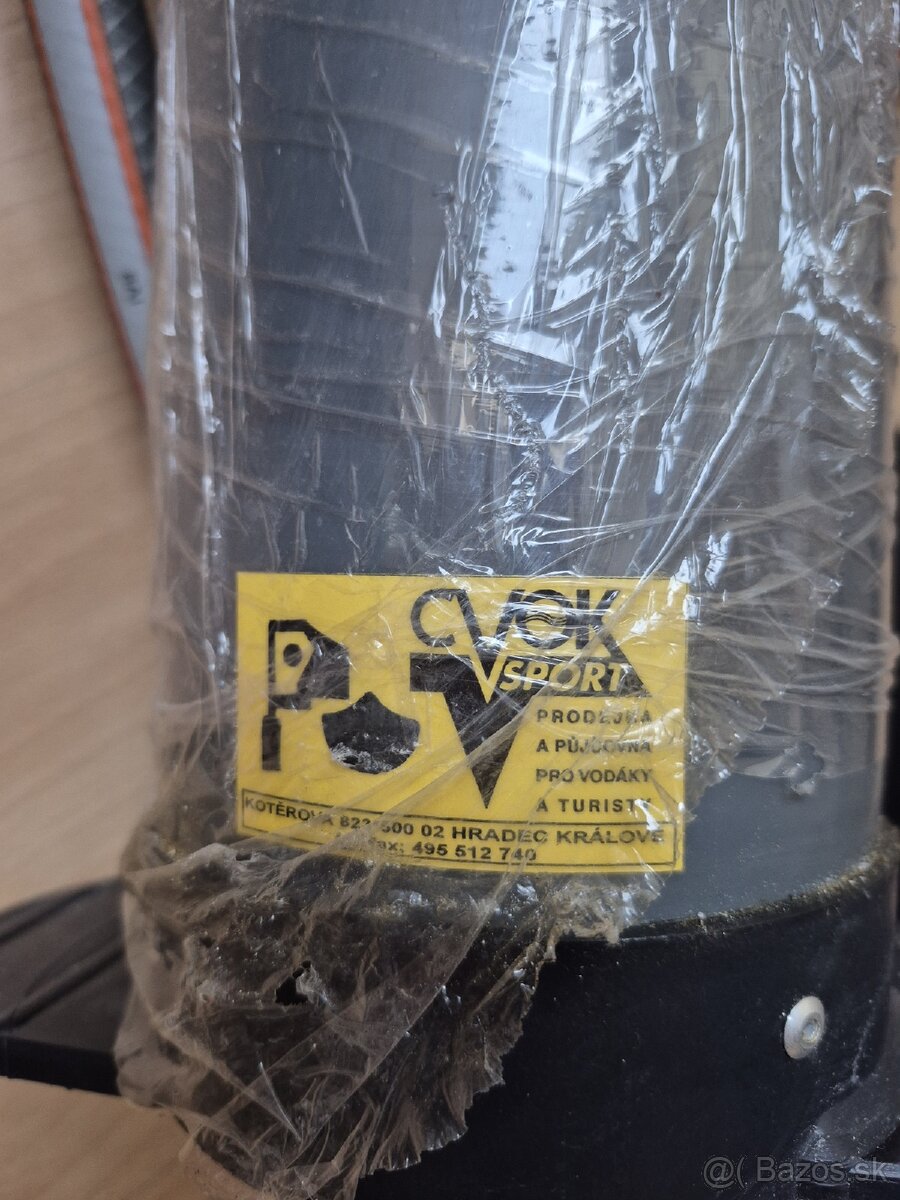 CVOK
SPORT
PRODEJNA
A PŮJČOVNA
PRO VODÁKY
A TURISTY
KOTĚROVA 500 02 HRADEC KRÁLOVÉ
495 512 740
@( Bazos.sk